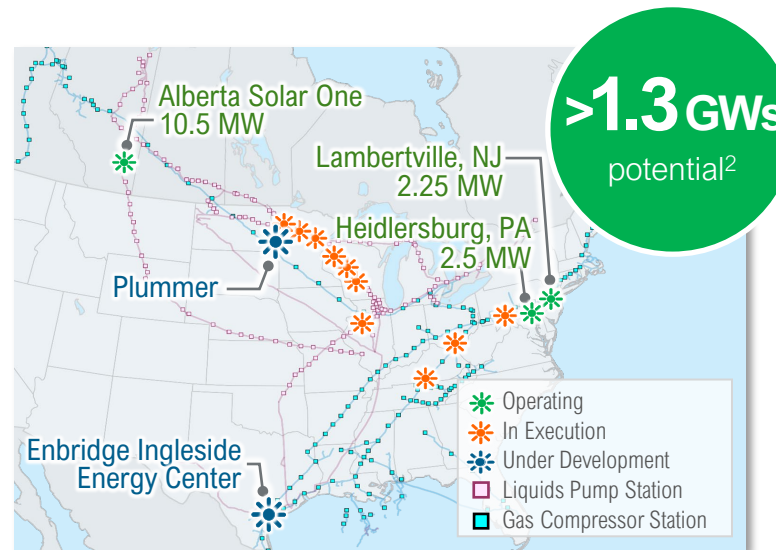 >1.3 GWs
potential2
Alberta Solar One
10.5 MW
Lambertville, NJ
2.25 MW
Heidlersburg, PA
2.5 MW
Plummer
Enbridge Ingleside
Energy Center
Operating
In Execution
Under Development
Liquids Pump Station
Gas Compressor Station